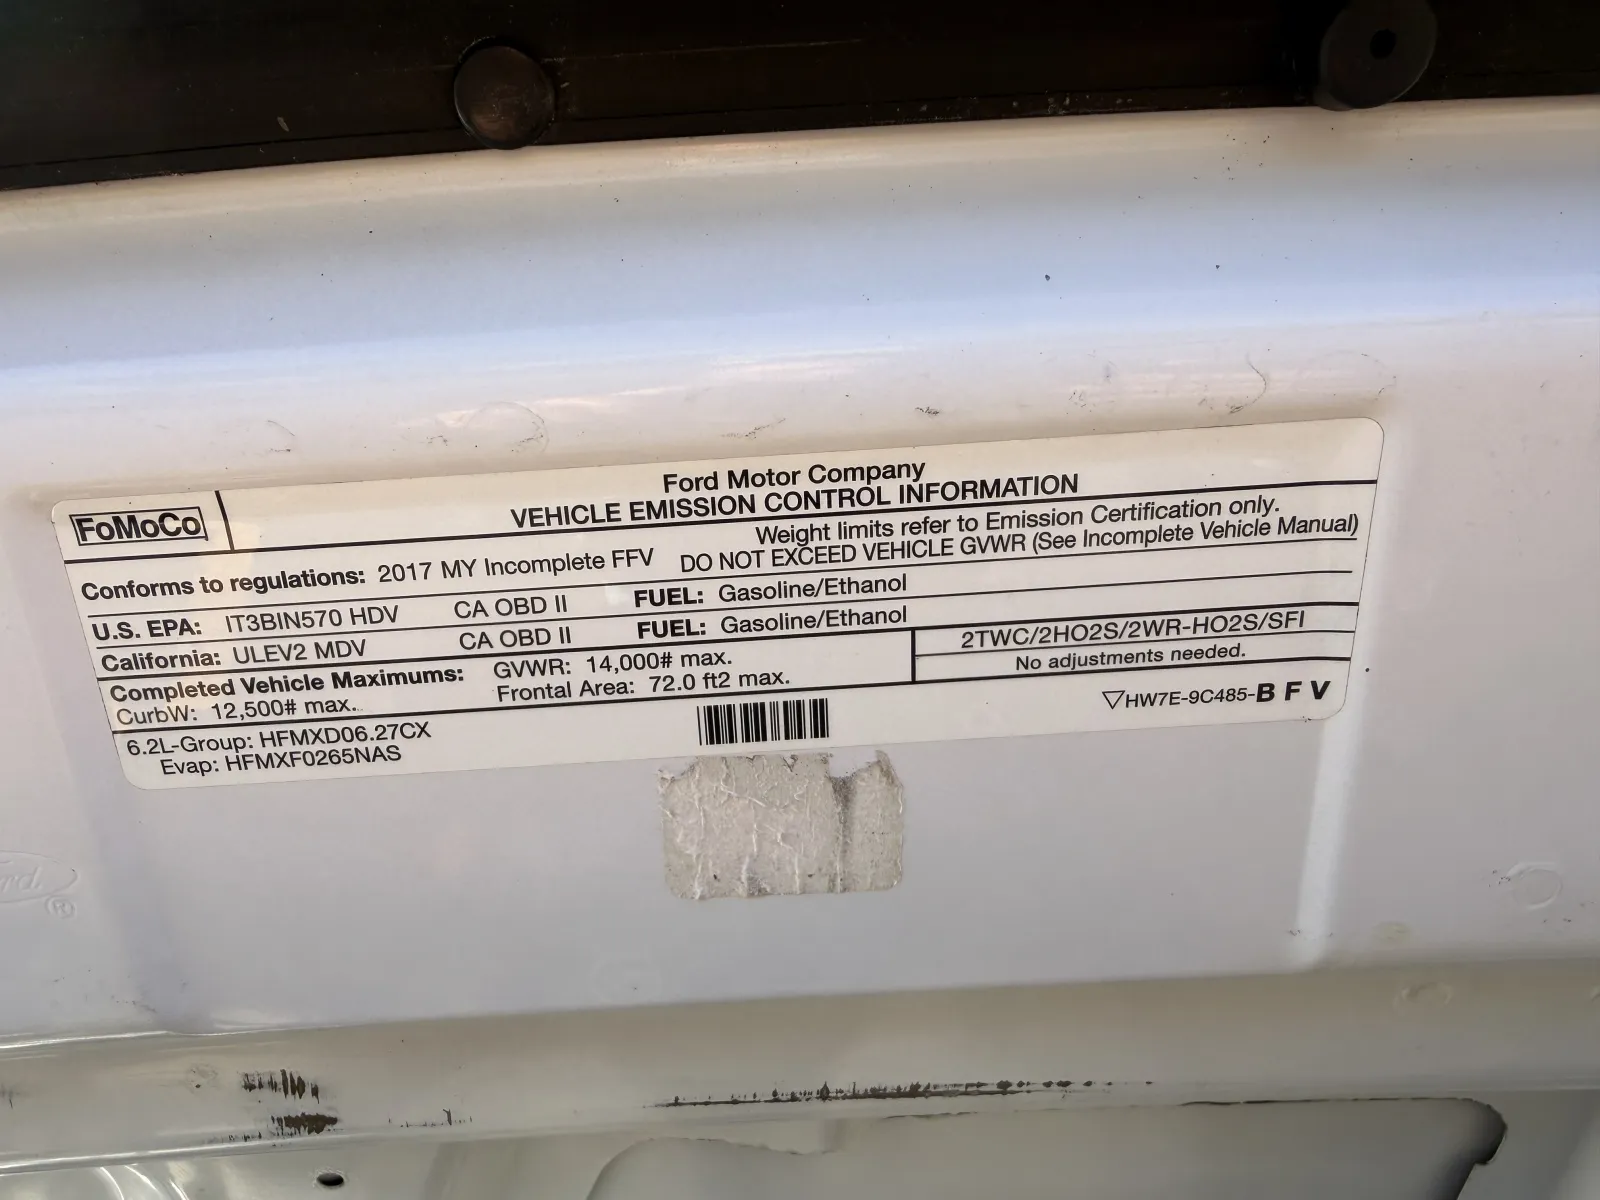 Ford Motor Company
FoMoCo
VEHICLE EMISSION CONTROL INFORMATION
Conforms to regulations: 2017 MY Incomplete FFV
Weight limits refer to Emission Certification only.
DO NOT EXCEED VEHICLE GVWR (See Incomplete Vehicle Manual)
U.S. EPA: IT3BIN570 HDV CA OBD II FUEL: Gasoline/Ethanol
California: ULEV2 MDV CA OBD II FUEL: Gasoline/Ethanol
Completed Vehicle Maximums: GVWR: 14,000# max.
CurbW: 12,500# max. Frontal Area: 72.0 ft2 max.
2TWC/2HO2S/2WR-HO2S/SFI
No adjustments needed.
6.2L-Group: HFMXD06.27CX
Evap: HFMXF0265NAS
▽HW7E-9C485-B F V
®